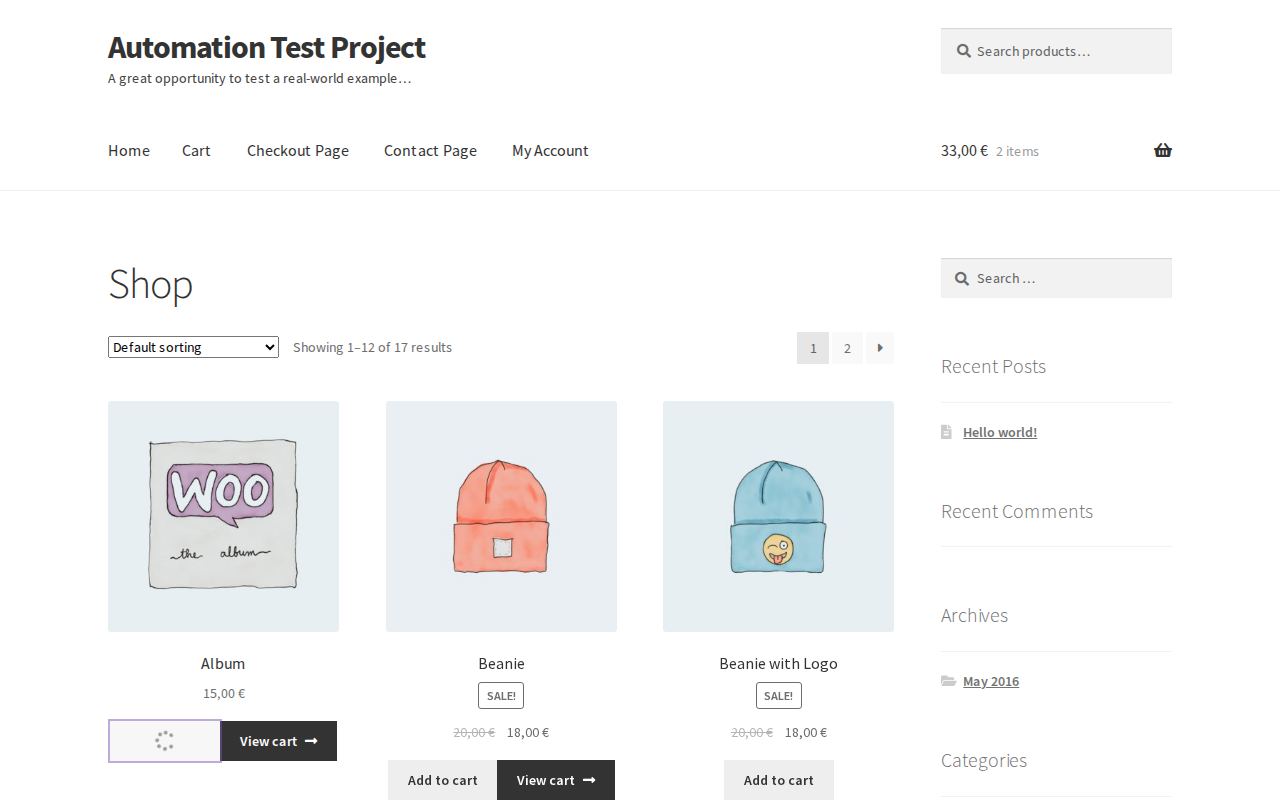 Automation Test Project
A great opportunity to test a real-world example…
Search products…
Home
Cart
Checkout Page
Contact Page
My Account
33,00 € 2 items
Shop
Default sorting
Showing 1–12 of 17 results
1
2
WOO
the album
Album
15,00 €
View cart
Beanie
SALE!
20,00 € 18,00 €
Add to cart
View cart
Beanie with Logo
SALE!
20,00 € 18,00 €
Add to cart
Search …
Recent Posts
Hello world!
Recent Comments
Archives
May 2016
Categories